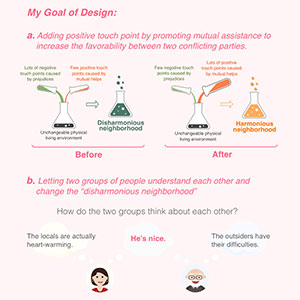 My Goal of Design:
a. Adding positive touch point by promoting mutual assistance to
increase the favorability between two conflicting parties.
Lots of negative
touch points caused
by prejudices
Few positive touch
points caused by
mutual helps
Unchangeable physical
living environment
Disharmonious
neighborhood
Before
Few negative touch
points caused by
prejudices
Lots of positive touch
points caused by
mutual helps
Unchangeable physical
living environment
Harmonious
neighborhood
After
b. Letting two groups of people understand each other and
change the "disharmonious neighborhood"
How do the two groups think about each other?
The locals are actually
heart-warming.
He's nice.
The outsiders have
their difficulties.